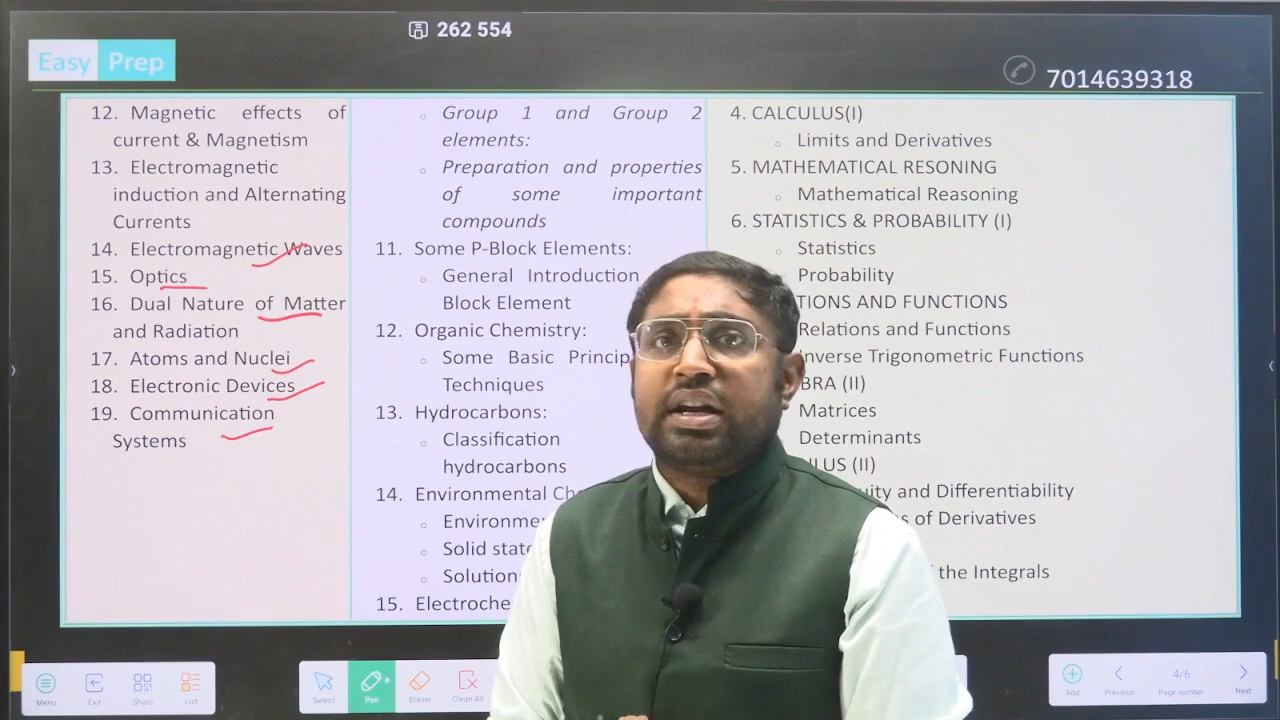 262 554
Easy Prep
7014639318
12. Magnetic effects of
current & Magnetism
13. Electromagnetic
induction and Alternating
Currents
14. Electromagnetic Waves
15. Optics
16. Dual Nature of Matter
and Radiation
17. Atoms and Nuclei
18. Electronic Devices
19. Communication
Systems
Group 1 and Group 2
elements:
Preparation and properties
of some important
compounds
11. Some P-Block Elements:
General Introduction
Block Element
12. Organic Chemistry:
Some Basic Princip
Techniques
13. Hydrocarbons:
Classification
hydrocarbons
14. Environmental Che
Environme
Solid state
Solution
15. Electroche
4. CALCULUS(I)
Limits and Derivatives
5. MATHEMATICAL RESONING
Mathematical Reasoning
6. STATISTICS & PROBABILITY (I)
Statistics
Probability
TIONS AND FUNCTIONS
Relations and Functions
Inverse Trigonometric Functions
BRA (II)
Matrices
Determinants
ULUS (II)
uity and Differentiability
s of Derivatives
f the Integrals
Menu Exit Share List
Select Pen Eraser Clean All
Add Previous 4/6 Page number Next